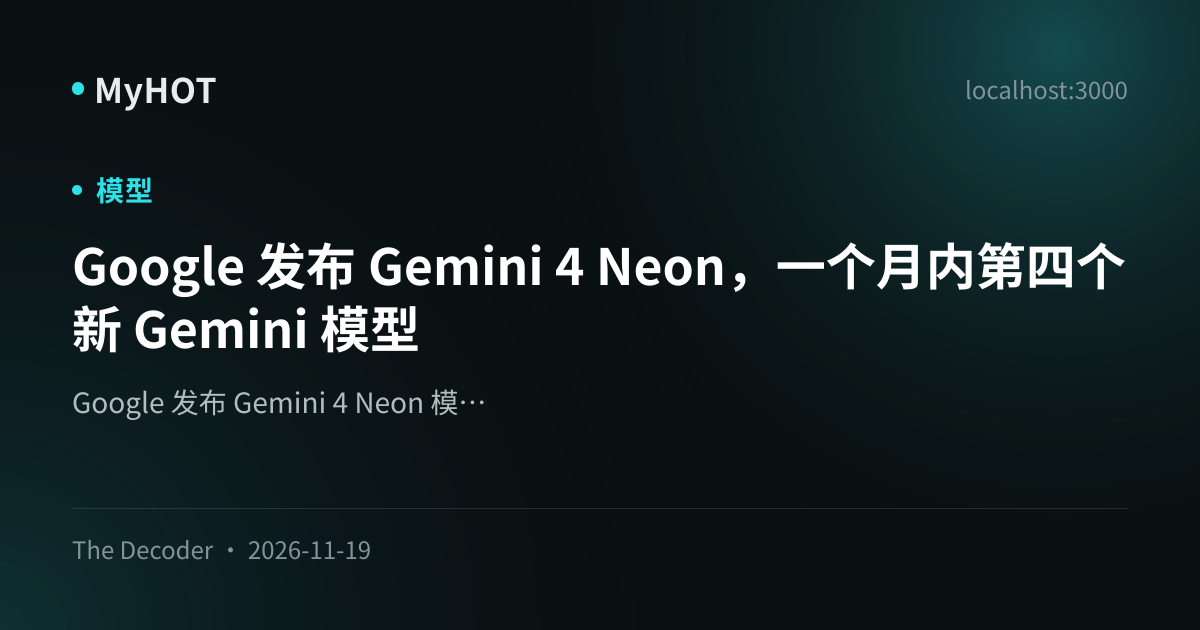 MyHOT
localhost:3000
模型
Google 发布 Gemini 4 Neon，一个月内第四个
新 Gemini 模型
Google 发布 Gemini 4 Neon 模…
The Decoder · 2026-11-19